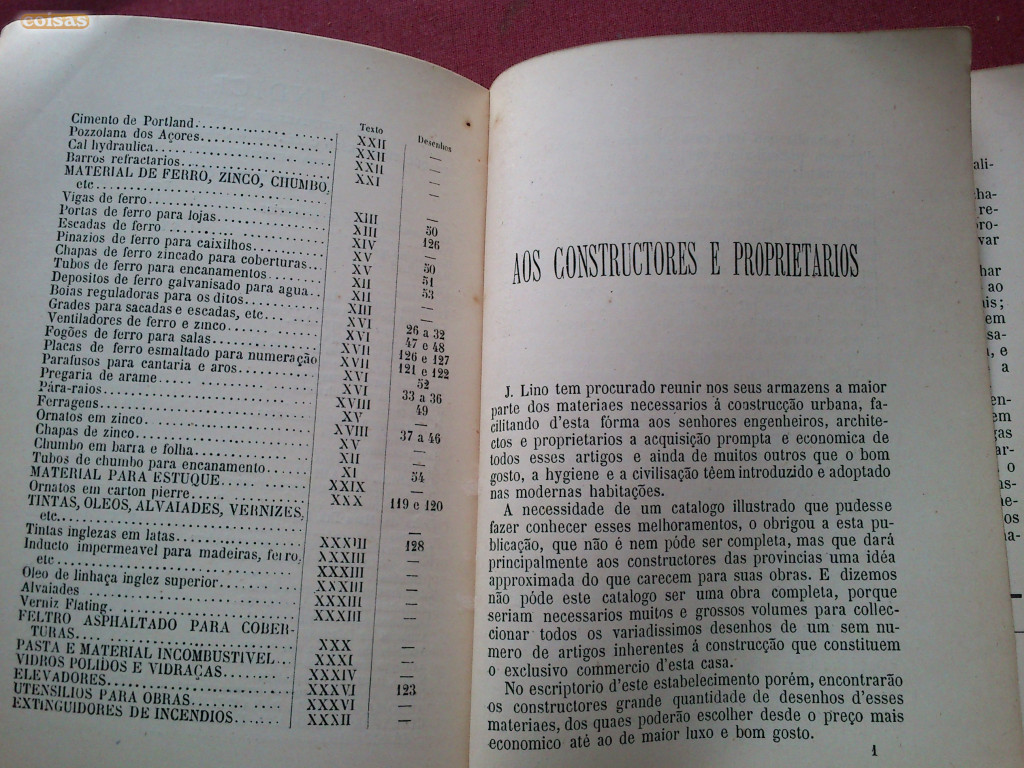 coisas
Texto Desenhos
Cimento de Portland XXII —
Pozzolana dos Açores XXII —
Cal hydraulica XXII —
Barros refractarios XXI —
MATERIAL DE FERRO, ZINCO, CHUMBO,
etc
Vigas de ferro XIII —
Portas de ferro para lojas XIII 50
Escadas de ferro XIV 126
Pinazios de ferro para caixilhos XV —
Chapas de ferro zincado para coberturas XV 50
Tubos de ferro para encanamentos XII 51
Depositos de ferro galvanisado para agua XII 53
Boias reguladoras para os ditos XIII —
Grades para sacadas e escadas, etc XVI 26 a 32
Ventiladores de ferro e zinco XVI 47 e 48
Fogões de ferro para salas XVII 126 e 127
Placas de ferro esmaltado para numeração XVII 121 e 122
Parafusos para cantaria e aros XVI 52
Pregaria de arame XVI 33 a 36
Pára-raios XVIII 49
Ferragens XV —
Ornatos em zinco XVIII 37 a 46
Chapas de zinco XV —
Chumbo em barra e folha XII —
Tubos de chumbo para encanamento XI 54
MATERIAL PARA ESTUQUE XXIX —
Ornatos em carton pierre XXX 119 e 120
TINTAS, OLEOS, ALVAIADES, VERNIZES,
etc.
Tintas inglezas em latas XXXIII 128
Inducto impermeavel para madeiras, ferro,
etc XXXIII —
Oleo de linhaça inglez superior XXXIII —
Alvaiades XXXIII —
Verniz Flating XXXIII —
FELTRO ASPHALTADO PARA COBER-
TURAS XXX —
PASTA E MATERIAL INCOMBUSTIVEL XXXI —
VIDROS POLIDOS E VIDRAÇAS XXXIV —
ELEVADORES XXXVI 123
UTENSILIOS PARA OBRAS XXXVI —
EXTINGUIDORES DE INCENDIOS XXXII —
AOS CONSTRUCTORES E PROPRIETARIOS
J. Lino tem procurado reunir nos seus armazens a maior
parte dos materiaes necessarios á construcção urbana, fa-
cilitando d'esta fórma aos senhores engenheiros, archite-
ctos e proprietarios a acquisição prompta e economica de
todos esses artigos e ainda de muitos outros que o bom
gosto, a hygiene e a civilisação têem introduzido e adoptado
nas modernas habitações.
A necessidade de um catalogo illustrado que pudesse
fazer conhecer esses melhoramentos, o obrigou a esta pu-
blicação, que não é nem póde ser completa, mas que dará
principalmente aos constructores das provincias uma idéa
approximada do que carecem para suas obras. E dizemos
não póde este catalogo ser uma obra completa, porque
seriam necessarios muitos e grossos volumes para collec-
cionar todos os variadissimos desenhos de um sem nu-
mero de artigos inherentes á construcção que constituem
o exclusivo commercio d'esta casa.
No escriptorio d'este estabelecimento porém, encontrarão
os constructores grande quantidade de desenhos d'esses
materiaes, dos quaes poderão escolher desde o preço mais
economico até ao de maior luxo e bom gosto.
1